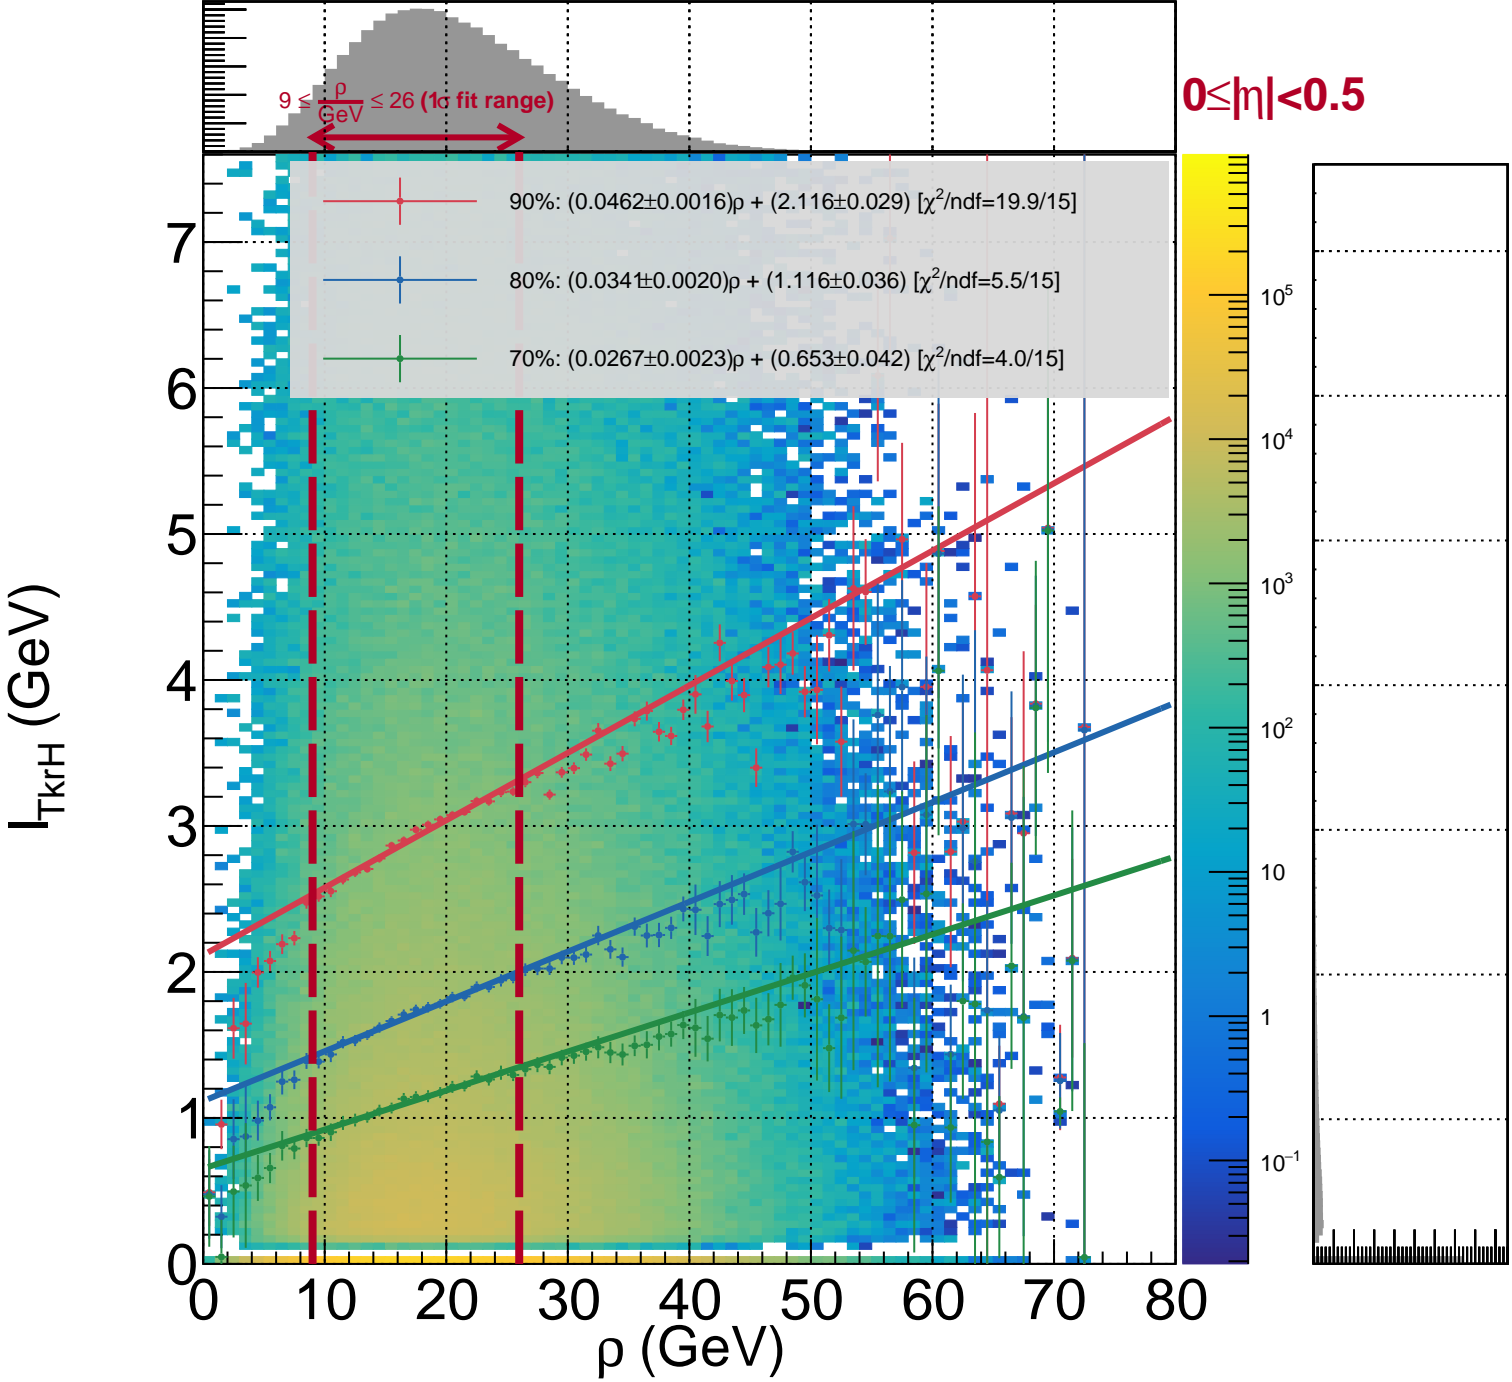 9 ≤ ρ/GeV ≤ 26 (1σ fit range)
0≤|η|<0.5
90%: (0.0462±0.0016)ρ + (2.116±0.029) [χ²/ndf=19.9/15]
80%: (0.0341±0.0020)ρ + (1.116±0.036) [χ²/ndf=5.5/15]
70%: (0.0267±0.0023)ρ + (0.653±0.042) [χ²/ndf=4.0/15]
7
6
5
4
3
2
1
0
I_TkrH (GeV)
0 10 20 30 40 50 60 70 80
ρ (GeV)
10⁵
10⁴
10³
10²
10
1
10⁻¹